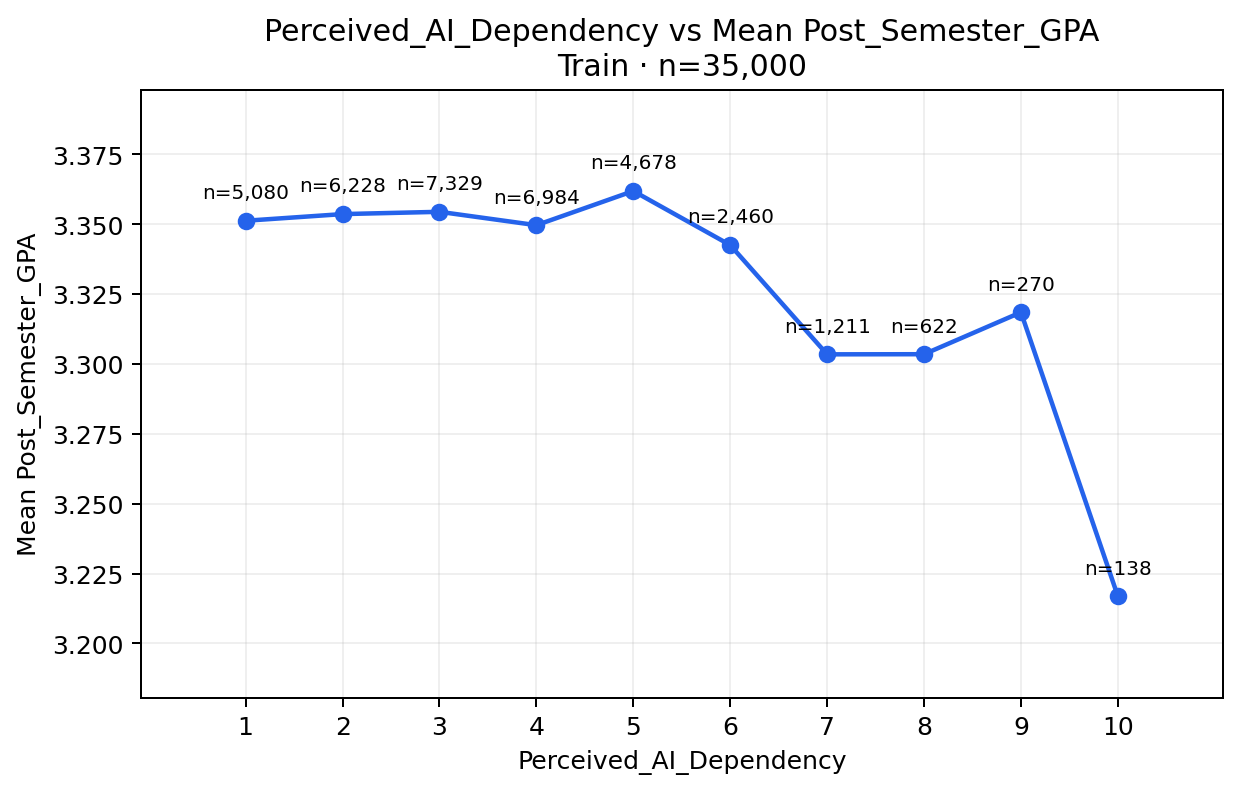 Perceived_AI_Dependency vs Mean Post_Semester_GPA
Train · n=35,000
Mean Post_Semester_GPA
3.375
3.350
3.325
3.300
3.275
3.250
3.225
3.200
n=5,080
n=6,228
n=7,329
n=6,984
n=4,678
n=2,460
n=1,211
n=622
n=270
n=138
1 2 3 4 5 6 7 8 9 10
Perceived_AI_Dependency